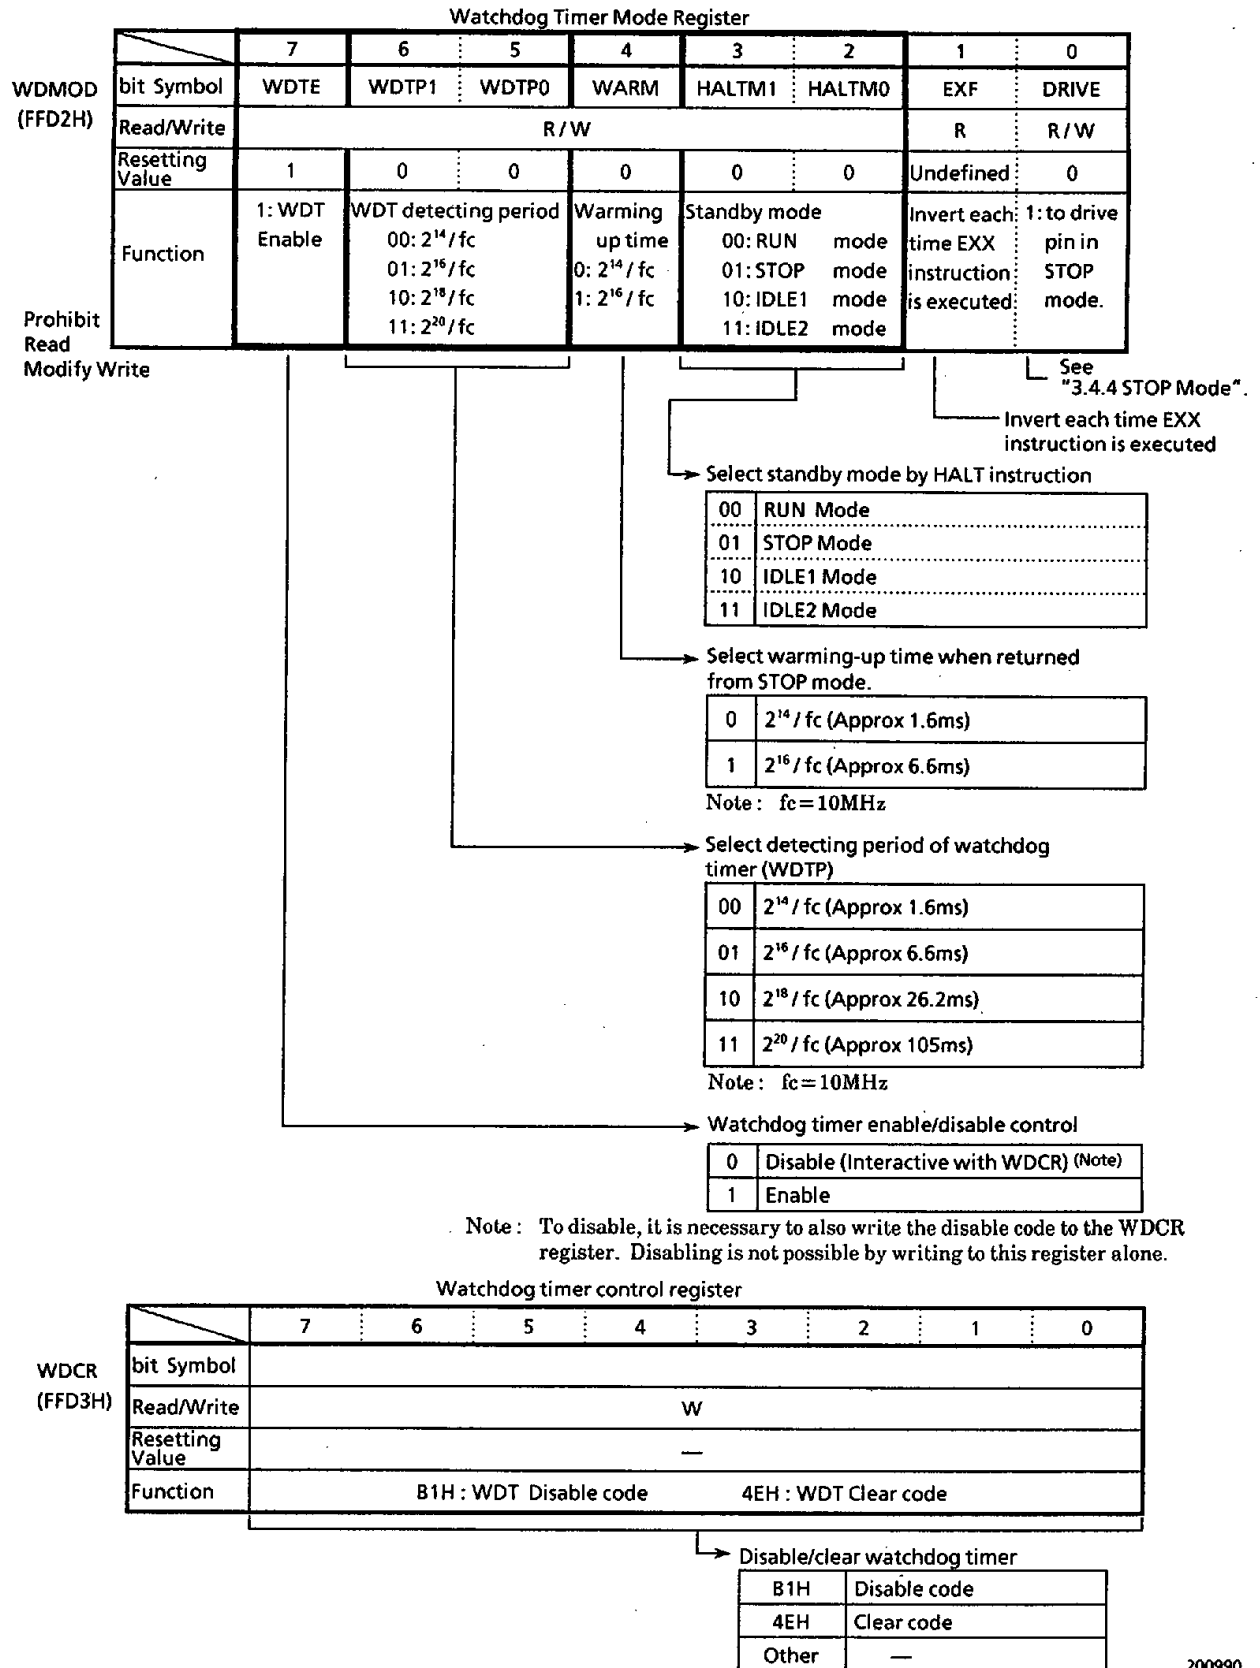 Watchdog Timer Mode Register
7 6 5 4 3 2 1 0
WDMOD
(FFD2H)
bit Symbol WDTE WDTP1 WDTP0 WARM HALTM1 HALTM0 EXF DRIVE
Read/Write R/W R R/W
Resetting
Value 1 0 0 0 0 0 Undefined 0
Function
1: WDT
Enable
WDT detecting period
00: 2¹⁴/fc
01: 2¹⁶/fc
10: 2¹⁸/fc
11: 2²⁰/fc
Warming
up time
0: 2¹⁴/fc
1: 2¹⁶/fc
Standby mode
00: RUN mode
01: STOP mode
10: IDLE1 mode
11: IDLE2 mode
Invert each
time EXX
instruction
is executed
1: to drive
pin in
STOP
mode.
Prohibit
Read
Modify Write
See
"3.4.4 STOP Mode".
Invert each time EXX
instruction is executed
Select standby mode by HALT instruction
00 RUN Mode
01 STOP Mode
10 IDLE1 Mode
11 IDLE2 Mode
Select warming-up time when returned
from STOP mode.
0 2¹⁴/fc (Approx 1.6ms)
1 2¹⁶/fc (Approx 6.6ms)
Note : fc=10MHz
Select detecting period of watchdog
timer (WDTP)
00 2¹⁴/fc (Approx 1.6ms)
01 2¹⁶/fc (Approx 6.6ms)
10 2¹⁸/fc (Approx 26.2ms)
11 2²⁰/fc (Approx 105ms)
Note : fc=10MHz
Watchdog timer enable/disable control
0 Disable (Interactive with WDCR) (Note)
1 Enable
Note : To disable, it is necessary to also write the disable code to the WDCR
register. Disabling is not possible by writing to this register alone.
Watchdog timer control register
7 6 5 4 3 2 1 0
WDCR
(FFD3H)
bit Symbol
Read/Write W
Resetting
Value —
Function B1H : WDT Disable code 4EH : WDT Clear code
Disable/clear watchdog timer
B1H Disable code
4EH Clear code
Other —
200990